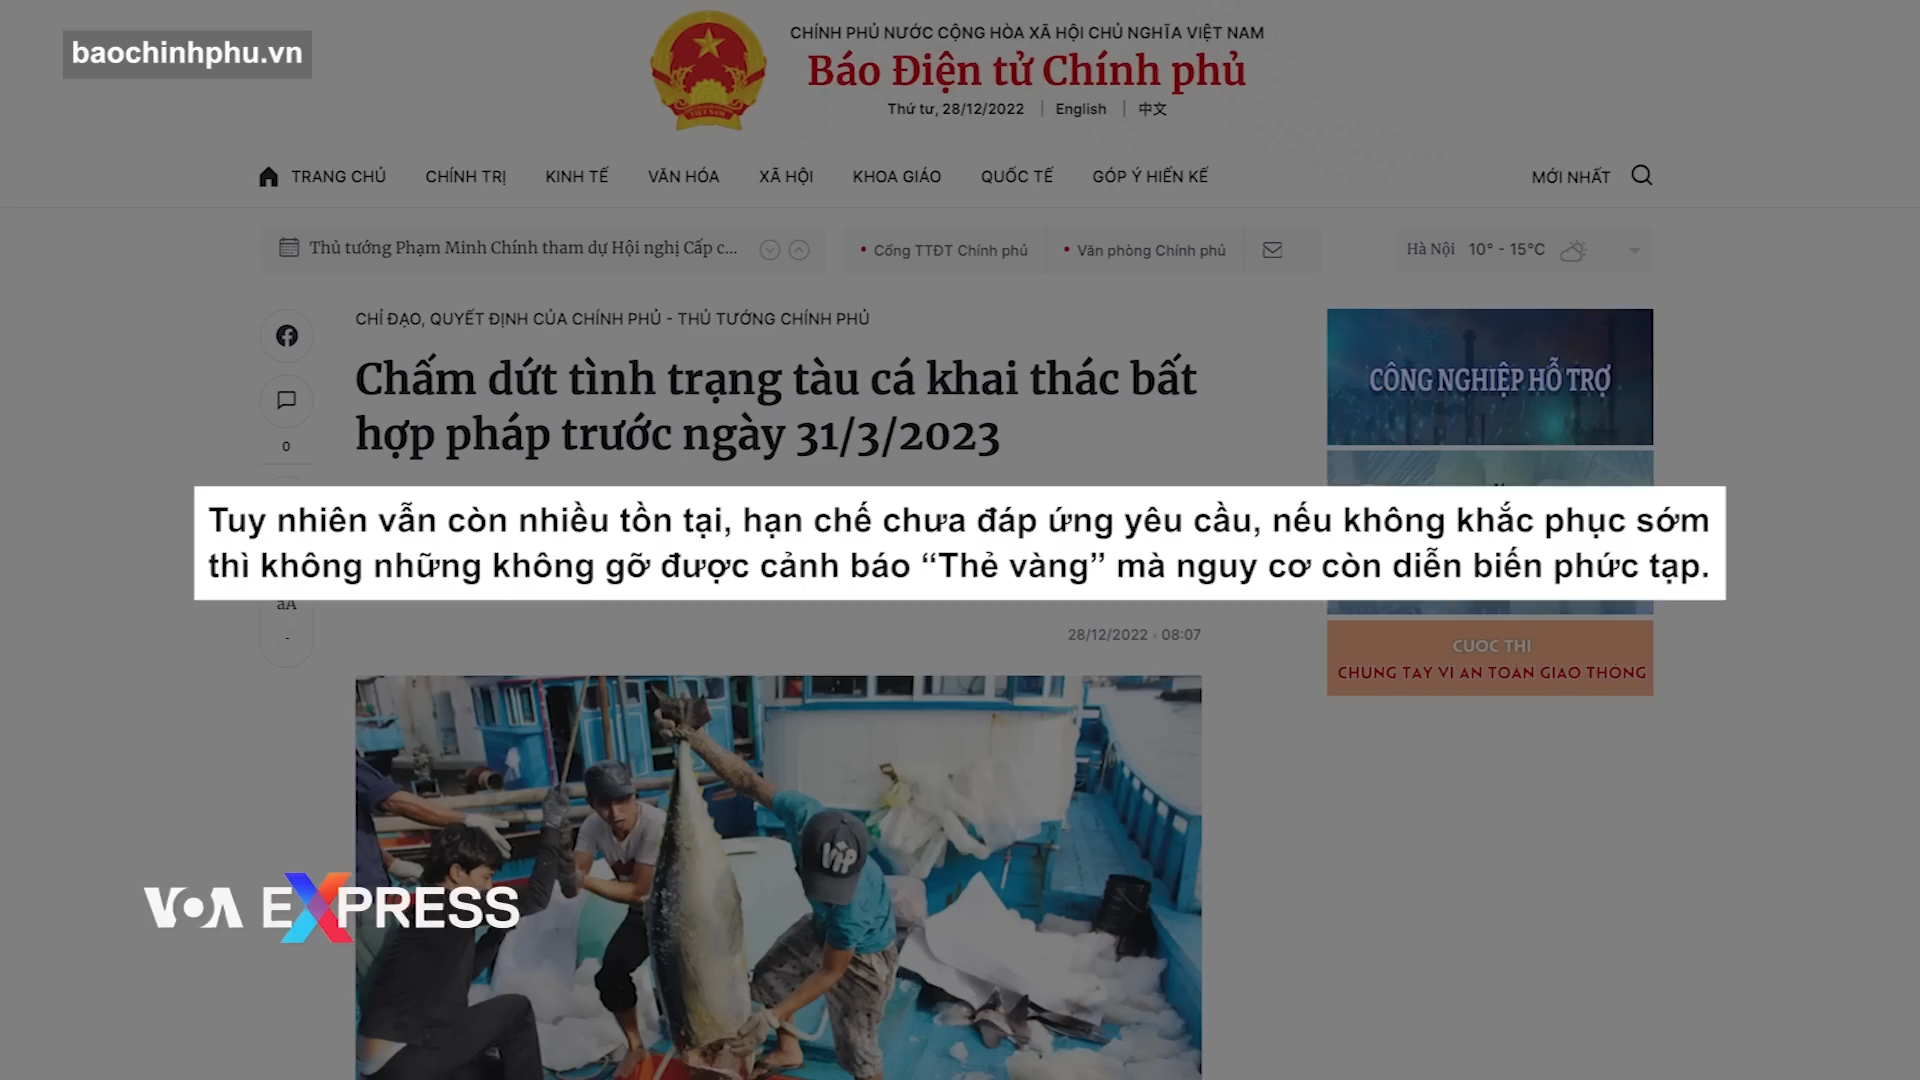 baochinhphu.vn
CHÍNH PHỦ NƯỚC CỘNG HÒA XÃ HỘI CHỦ NGHĨA VIỆT NAM
Báo Điện tử Chính phủ
Thứ tư, 28/12/2022 | English | 中文
VIỆT NAM
TRANG CHỦ CHÍNH TRỊ KINH TẾ VĂN HÓA XÃ HỘI KHOA GIÁO QUỐC TẾ GÓP Ý HIẾN KẾ MỚI NHẤT
Thủ tướng Phạm Minh Chính tham dự Hội nghị Cấp c... • Cổng TTĐT Chính phủ • Văn phòng Chính phủ Hà Nội 10° - 15°C
CHỈ ĐẠO, QUYẾT ĐỊNH CỦA CHÍNH PHỦ - THỦ TƯỚNG CHÍNH PHỦ
Chấm dứt tình trạng tàu cá khai thác bất
hợp pháp trước ngày 31/3/2023
0
CÔNG NGHIỆP HỖ TRỢ
Tuy nhiên vẫn còn nhiều tồn tại, hạn chế chưa đáp ứng yêu cầu, nếu không khắc phục sớm
thì không những không gỡ được cảnh báo “Thẻ vàng” mà nguy cơ còn diễn biến phức tạp.
aA
-
28/12/2022 • 08:07
CUỘC THI
CHUNG TAY VÌ AN TOÀN GIAO THÔNG
VIP
VOA EXPRESS